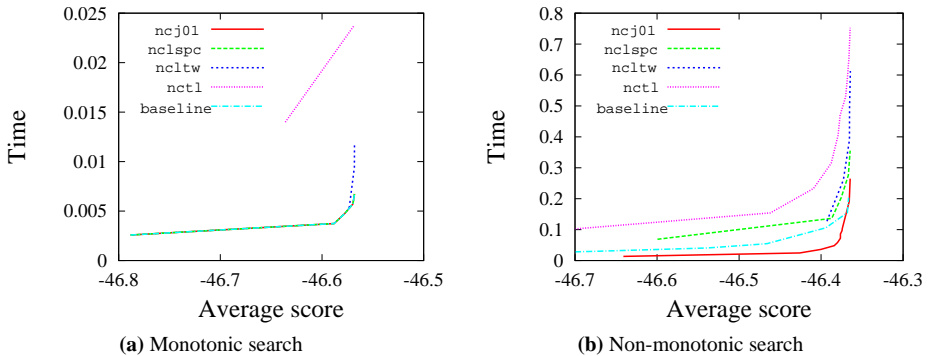 0.025
0.02
0.015
0.01
0.005
0
Time
ncj01
nclspc
ncltw
nctl
baseline
-46.8 -46.7 -46.6 -46.5
Average score
(a) Monotonic search
0.8
0.7
0.6
0.5
0.4
0.3
0.2
0.1
0
Time
ncj01
nclspc
ncltw
nctl
baseline
-46.7 -46.6 -46.5 -46.4 -46.3
Average score
(b) Non-monotonic search